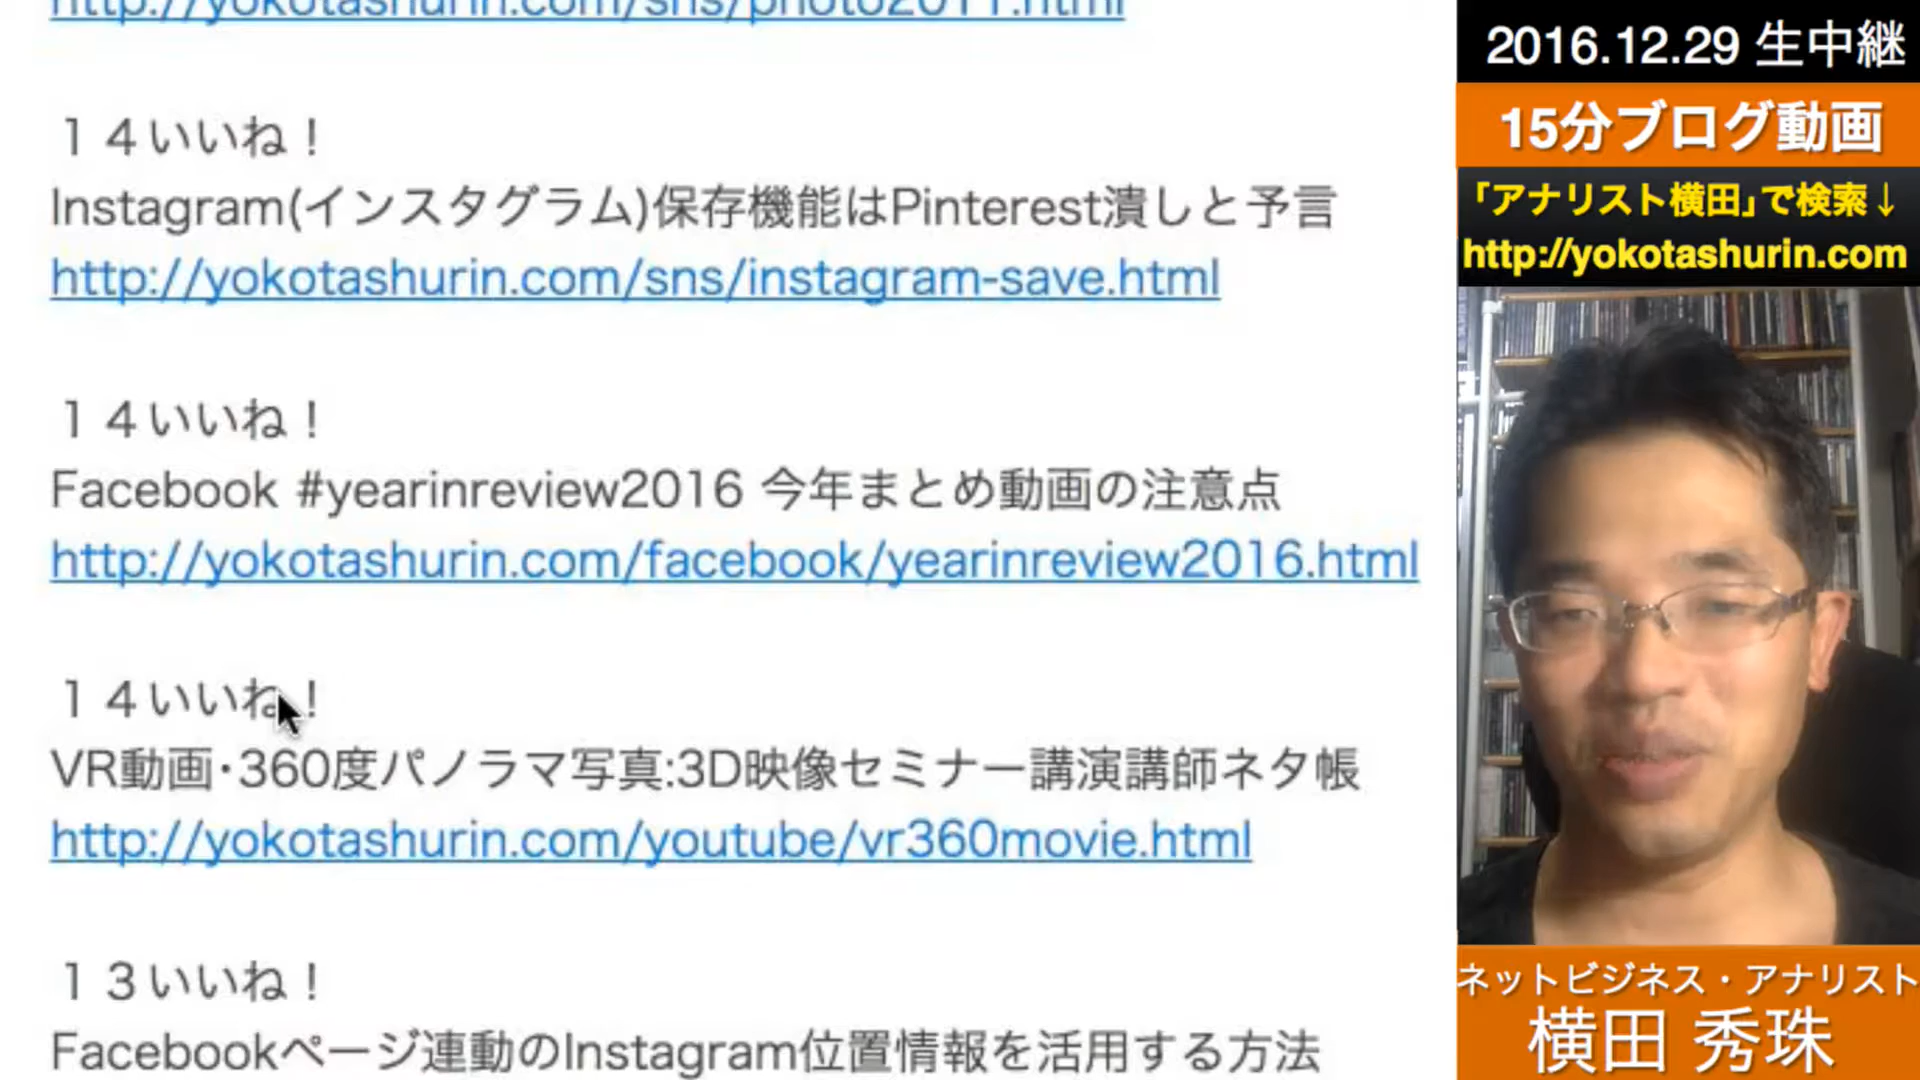 http://yokotashurin.com/sns/photo2011.html
１４いいね！
Instagram(インスタグラム)保存機能はPinterest潰しと予言
http://yokotashurin.com/sns/instagram-save.html
１４いいね！
Facebook #yearinreview2016 今年まとめ動画の注意点
http://yokotashurin.com/facebook/yearinreview2016.html
１４いいね！
VR動画･360度パノラマ写真:3D映像セミナー講演講師ネタ帳
http://yokotashurin.com/youtube/vr360movie.html
１３いいね！
Facebookページ連動のInstagram位置情報を活用する方法
2016.12.29 生中継
15分ブログ動画
｢アナリスト横田｣で検索↓
http://yokotashurin.com
ネットビジネス・アナリスト
横田 秀珠